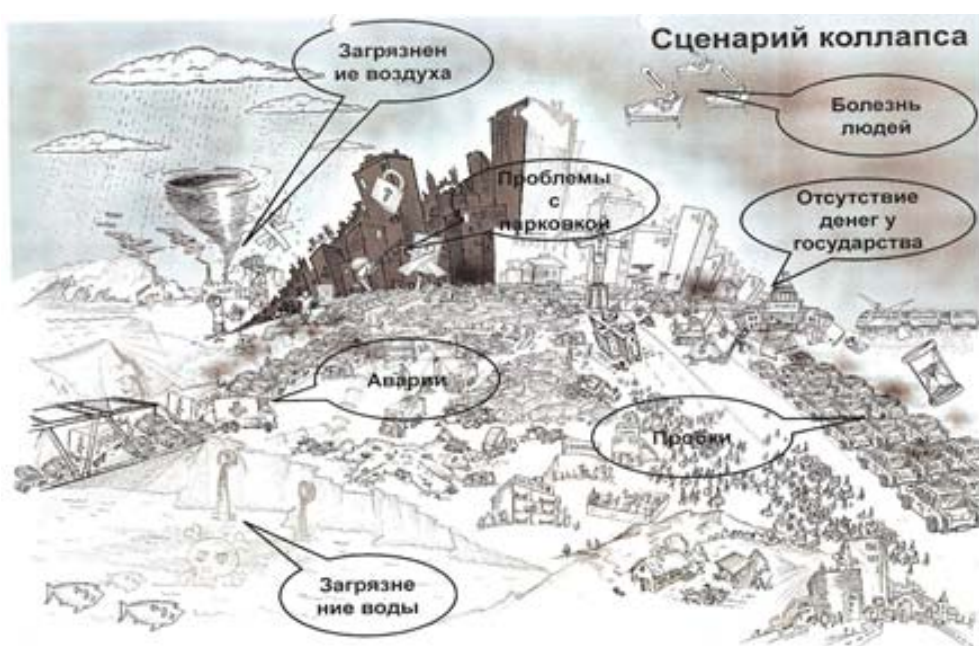 Сценарий коллапса
Загрязнен
ие воздуха
Болезнь
людей
Проблемы
с
парковкой
Отсутствие
денег у
государства
Аварии
Пробки
Загрязне
ние воды